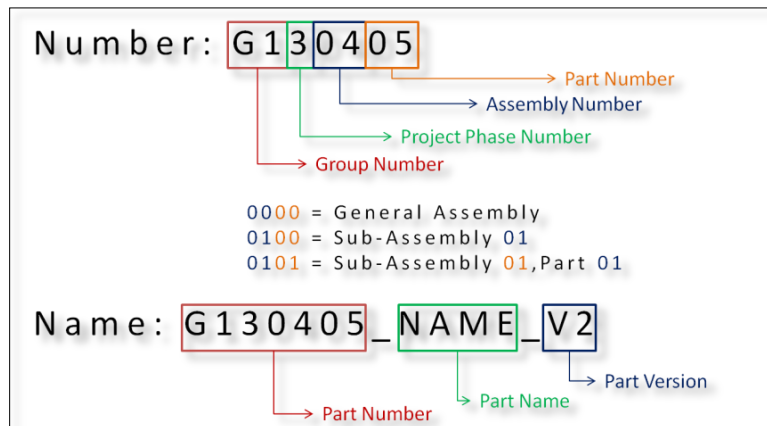 Number: G130405
Part Number
Assembly Number
Project Phase Number
Group Number
0000 = General Assembly
0100 = Sub-Assembly 01
0101 = Sub-Assembly 01,Part 01
Name: G130405_NAME_V2
Part Version
Part Name
Part Number